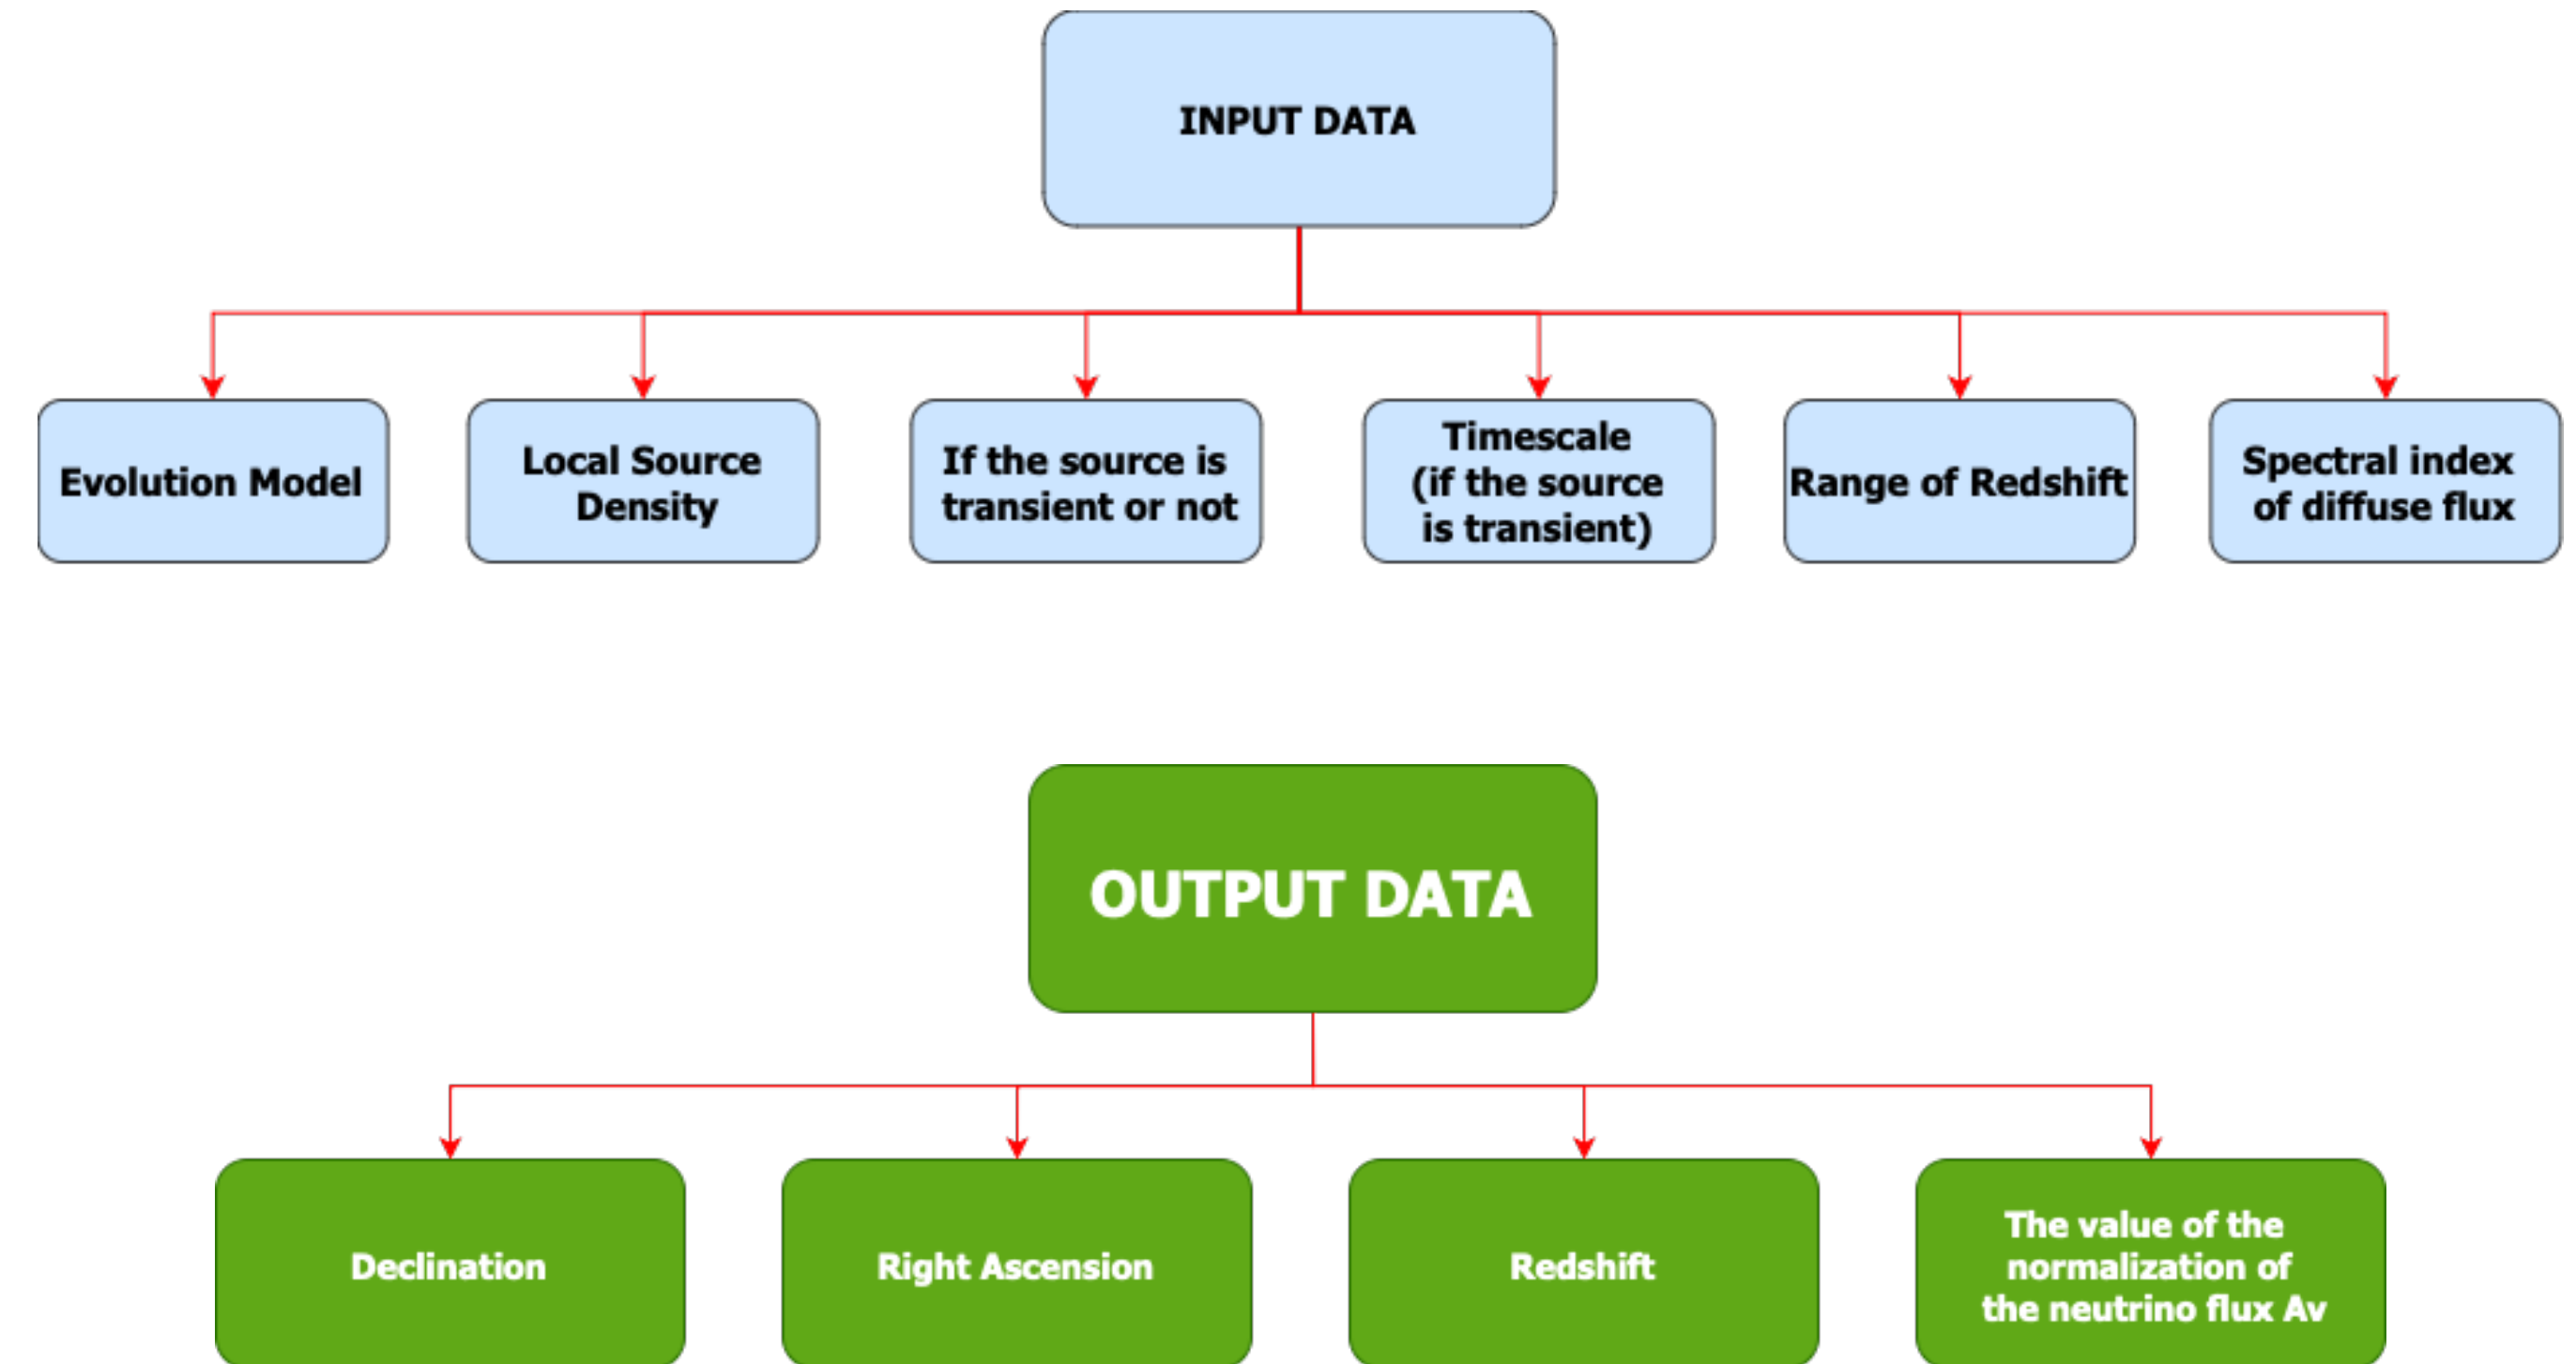 INPUT DATA
Evolution Model
Local Source
Density
If the source is
transient or not
Timescale
(if the source
is transient)
Range of Redshift
Spectral index
of diffuse flux
OUTPUT DATA
Declination
Right Ascension
Redshift
The value of the
normalization of
the neutrino flux Av